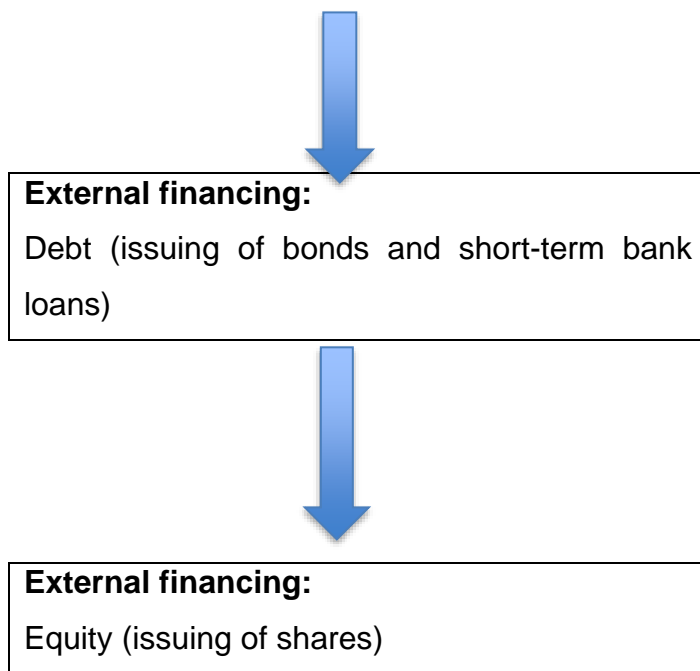 External financing:
Debt (issuing of bonds and short-term bank
loans)
External financing:
Equity (issuing of shares)